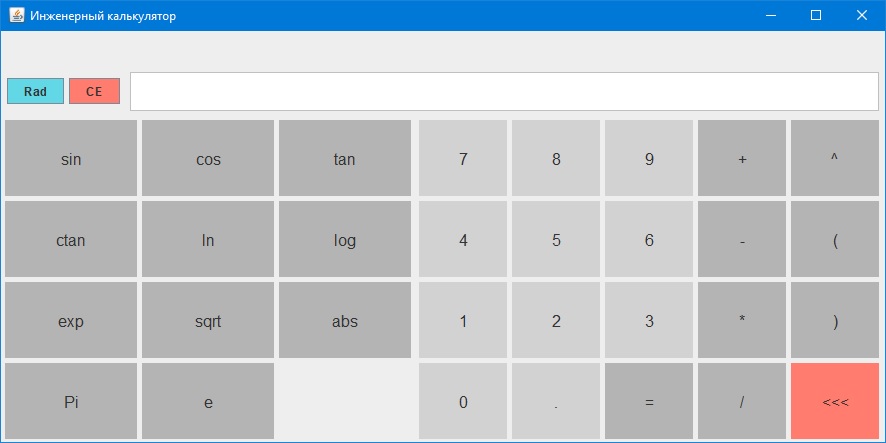 Инженерный калькулятор
Rad CE
sin cos tan 7 8 9 + ^
ctan ln log 4 5 6 - (
exp sqrt abs 1 2 3 * )
Pi e 0 . = / <<<